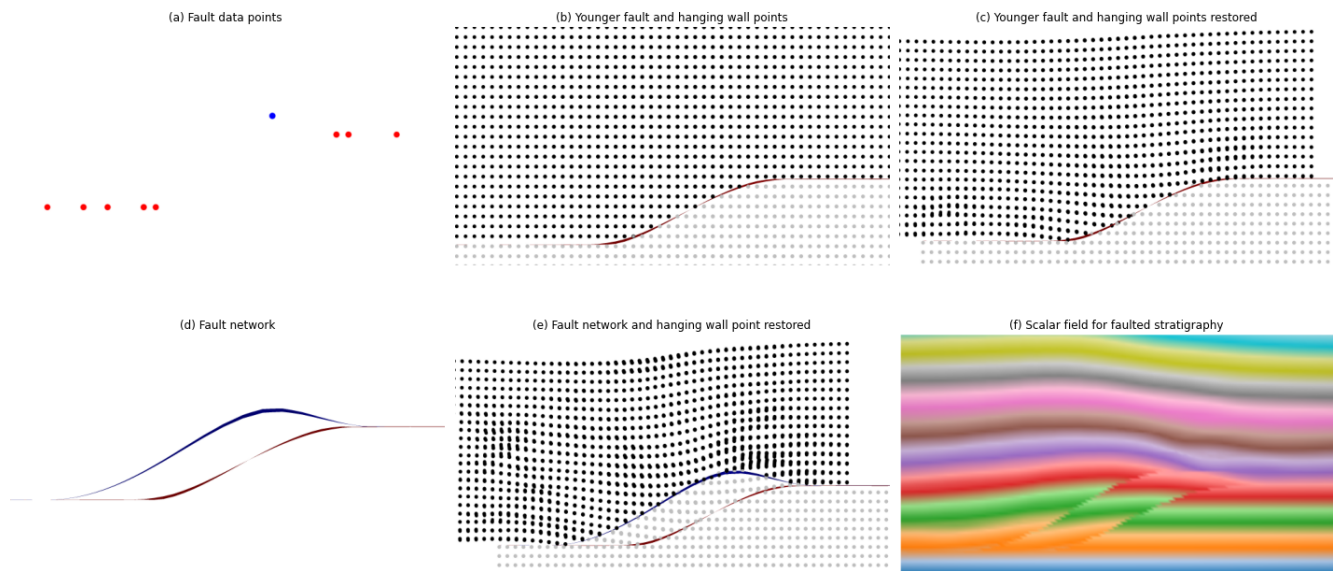 (a) Fault data points
(b) Younger fault and hanging wall points
(c) Younger fault and hanging wall points restored
(d) Fault network
(e) Fault network and hanging wall point restored
(f) Scalar field for faulted stratigraphy